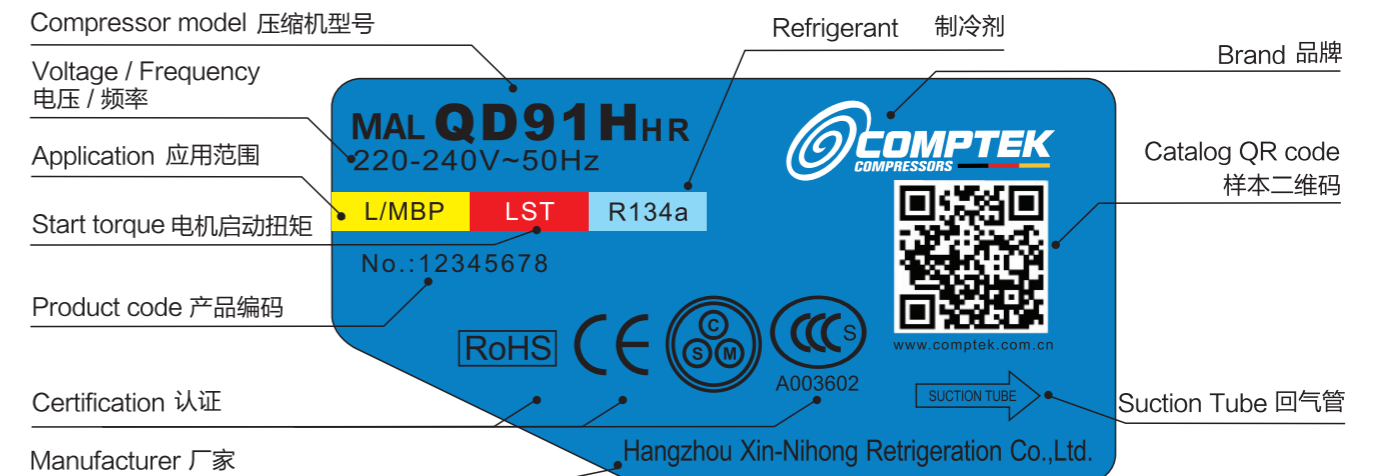 Compressor model 压缩机型号
Refrigerant 制冷剂
Brand 品牌
Voltage / Frequency
电压 / 频率
MAL QD91HHR
220-240V~50Hz
COMPTEK
COMPRESSORS
Application 应用范围
Catalog QR code
样本二维码
L/MBP LST R134a
Start torque 电机启动扭矩
No.:12345678
Product code 产品编码
RoHS CE C S M CCC S
www.comptek.com.cn
A003602
Certification 认证
SUCTION TUBE
Suction Tube 回气管
Manufacturer 厂家
Hangzhou Xin-Nihong Retrigeration Co.,Ltd.